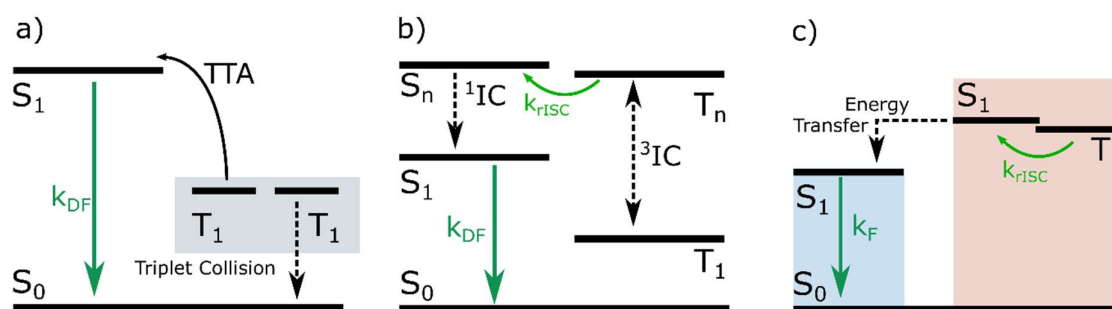 a)
TTA
S1
kDF
T1 T1
Triplet Collision
S0
b)
Sn
1IC
krISC
Tn
3IC
S1
kDF
T1
S0
c)
Energy
Transfer
S1
T
krISC
S1
kF
S0